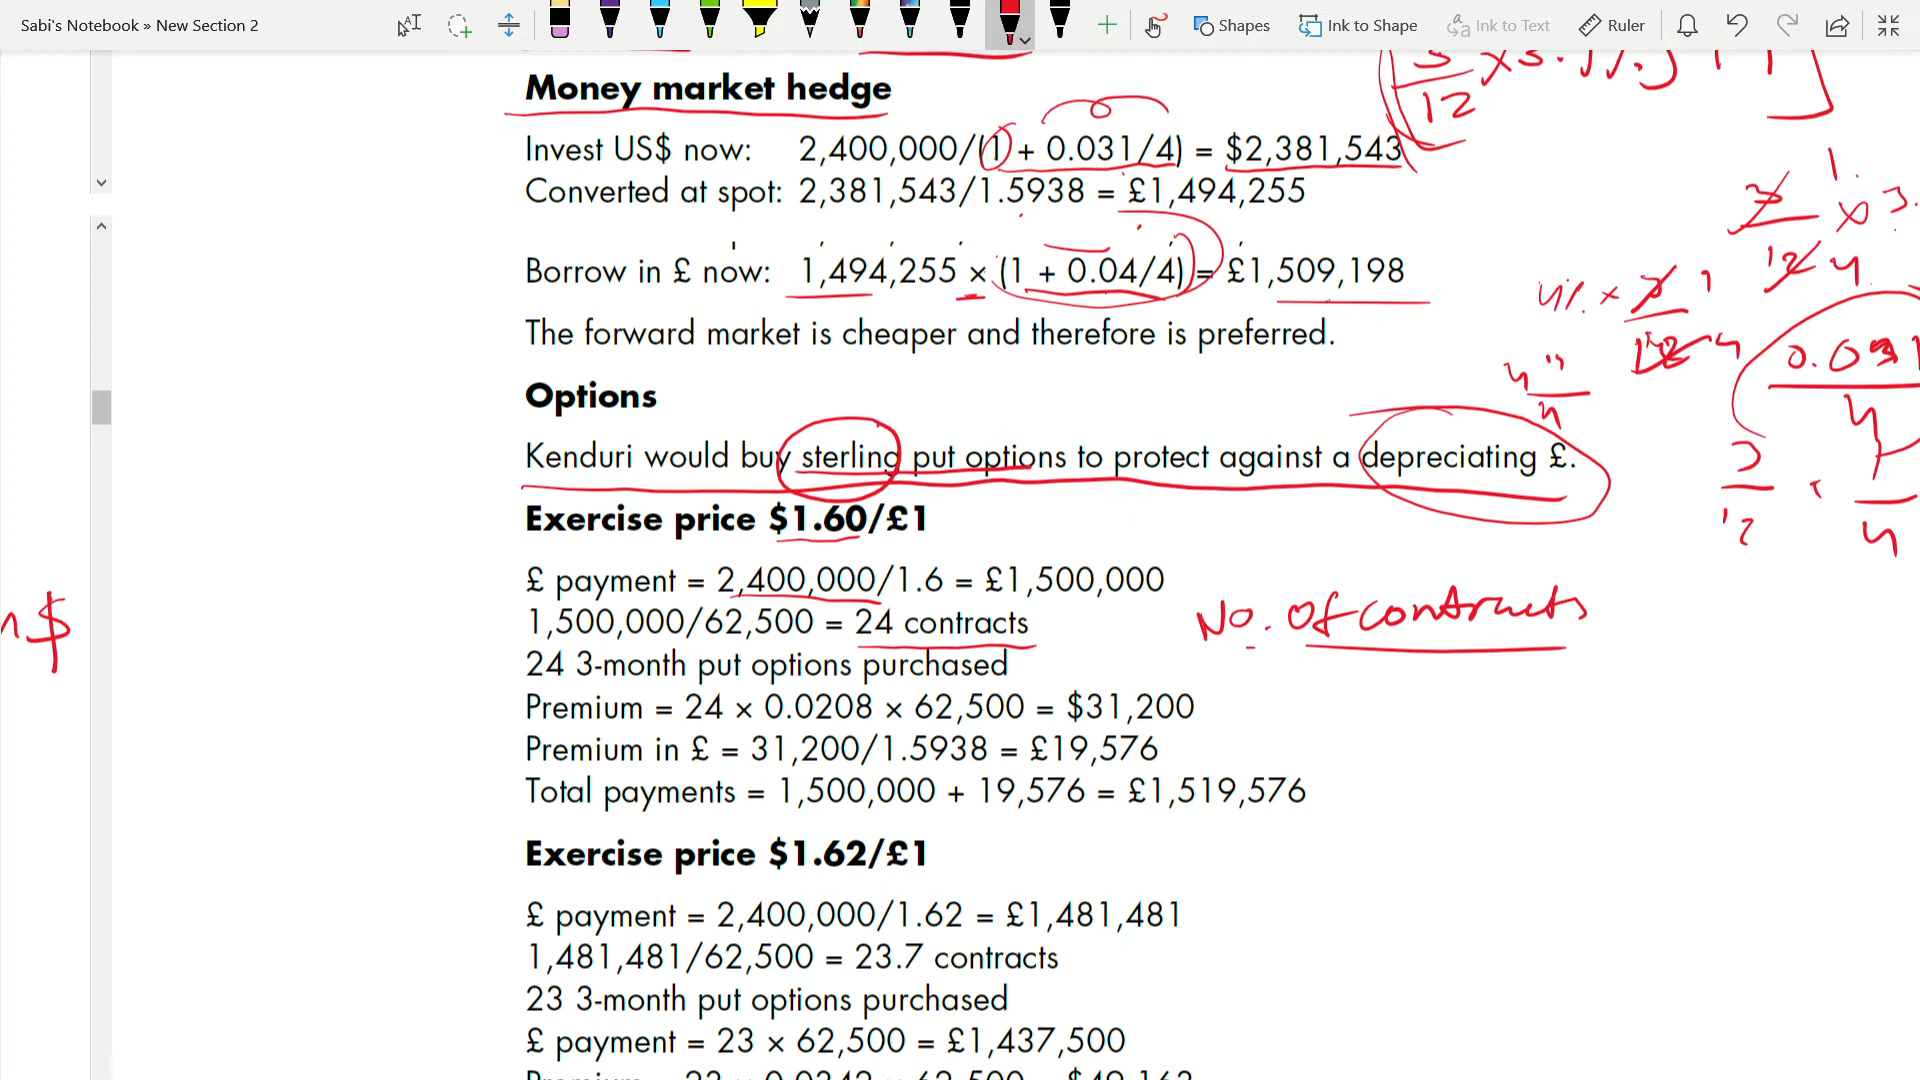 Sabi's Notebook » New Section 2
Shapes
Ink to Shape
Ink to Text
Ruler
Money market hedge
Invest US$ now: 2,400,000/(1 + 0.031/4) = $2,381,543
Converted at spot: 2,381,543/1.5938 = £1,494,255
Borrow in £ now: 1,494,255 × (1 + 0.04/4) = £1,509,198
The forward market is cheaper and therefore is preferred.
Options
Kenduri would buy sterling put options to protect against a depreciating £.
Exercise price $1.60/£1
£ payment = 2,400,000/1.6 = £1,500,000
1,500,000/62,500 = 24 contracts
No. of contracts
24 3-month put options purchased
Premium = 24 × 0.0208 × 62,500 = $31,200
Premium in £ = 31,200/1.5938 = £19,576
Total payments = 1,500,000 + 19,576 = £1,519,576
Exercise price $1.62/£1
£ payment = 2,400,000/1.62 = £1,481,481
1,481,481/62,500 = 23.7 contracts
23 3-month put options purchased
£ payment = 23 × 62,500 = £1,437,500